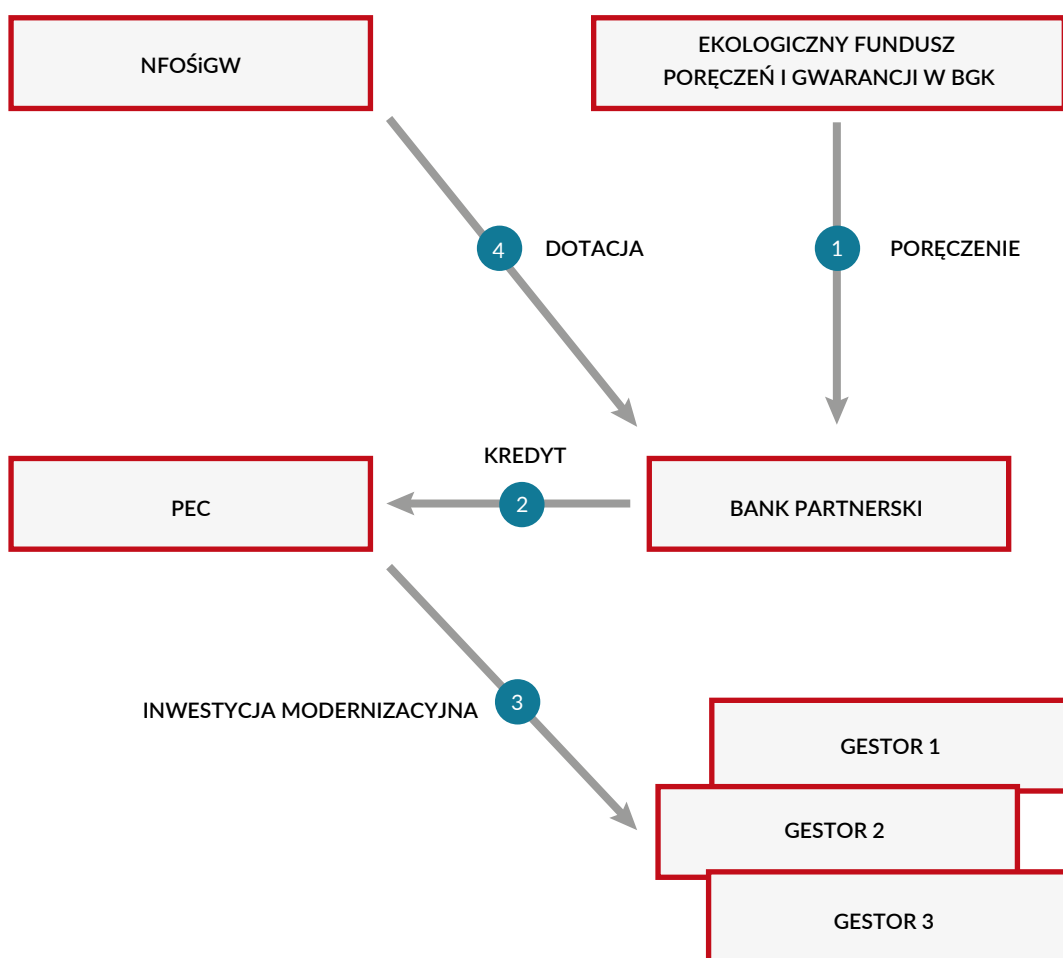 NFOŚiGW
EKOLOGICZNY FUNDUSZ
PORĘCZEŃ I GWARANCJI W BGK
4
DOTACJA
1
PORĘCZENIE
KREDYT
2
PEC
BANK PARTNERSKI
3
INWESTYCJA MODERNIZACYJNA
GESTOR 1
GESTOR 2
GESTOR 3